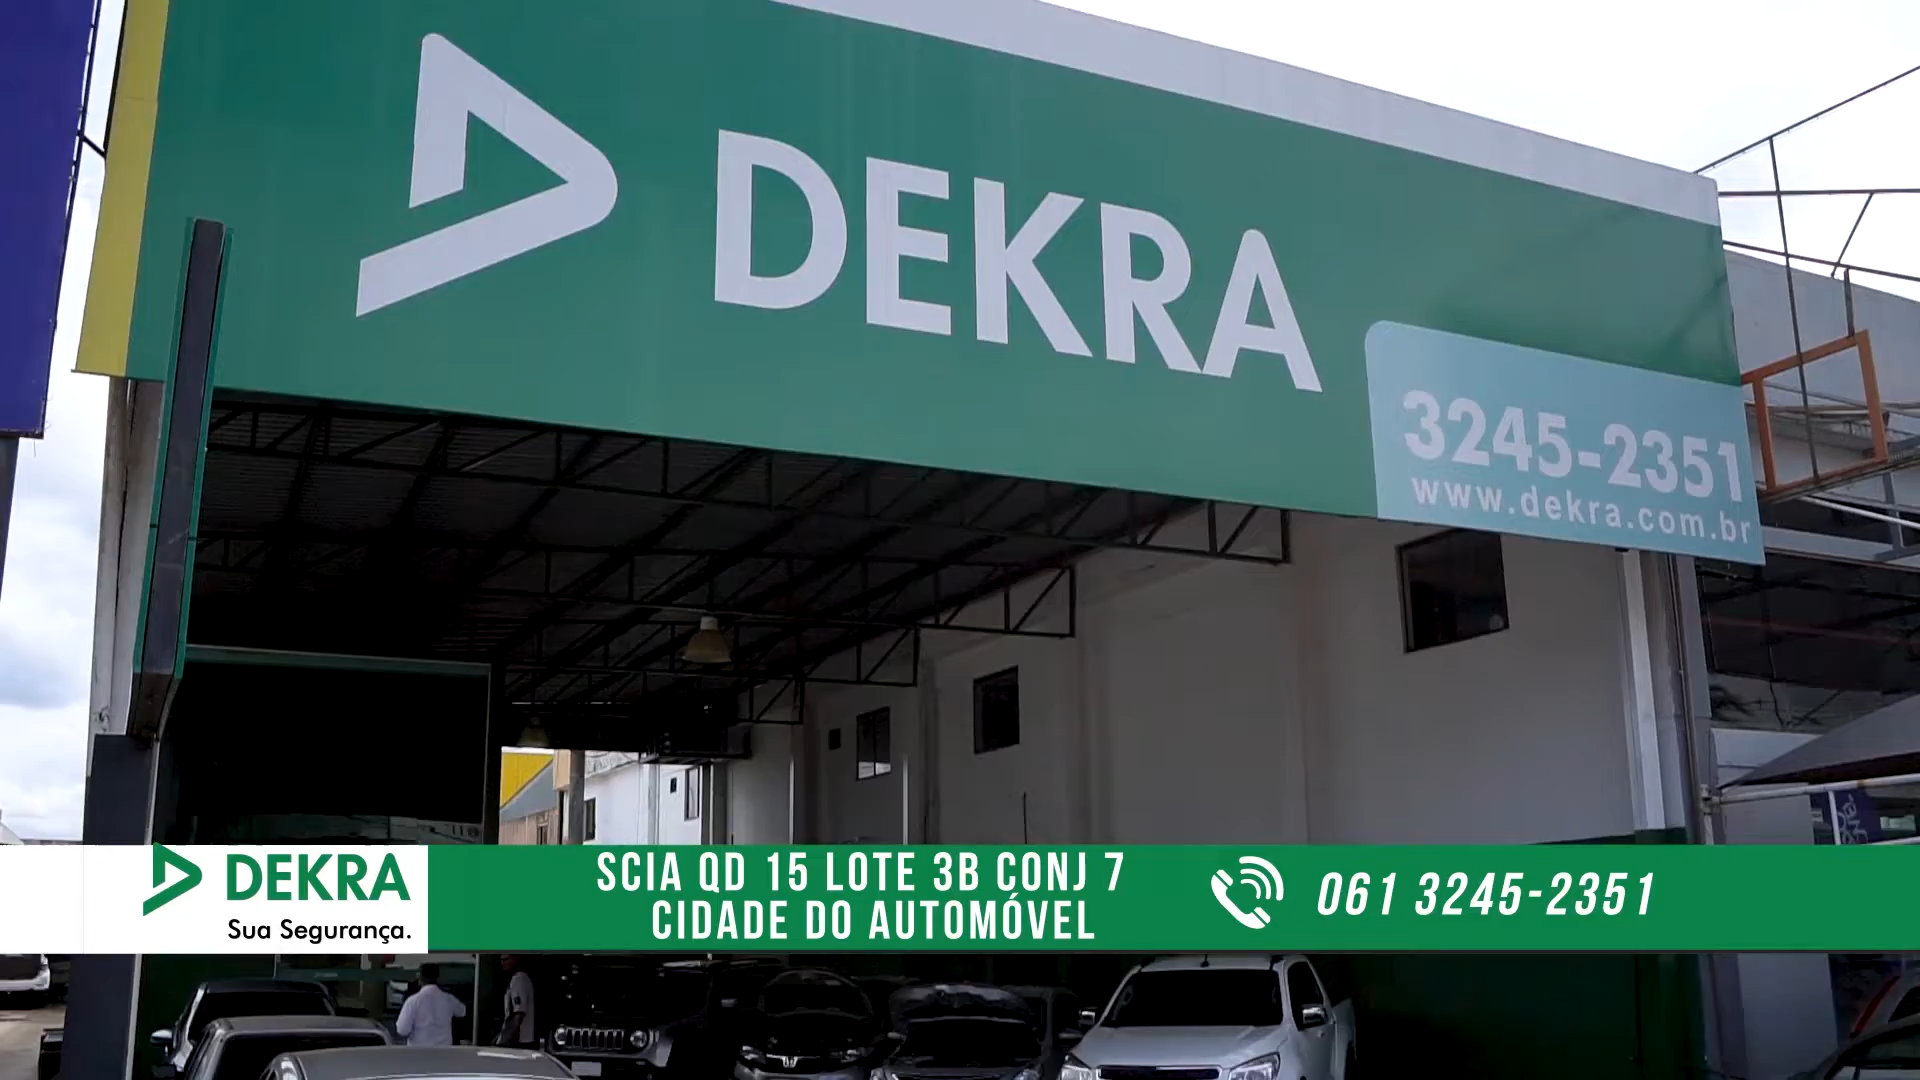 DEKRA
3245-2351
www.dekra.com.br
DEKRA
Sua Segurança.
SCIA QD 15 LOTE 3B CONJ 7
CIDADE DO AUTOMÓVEL
061 3245-2351